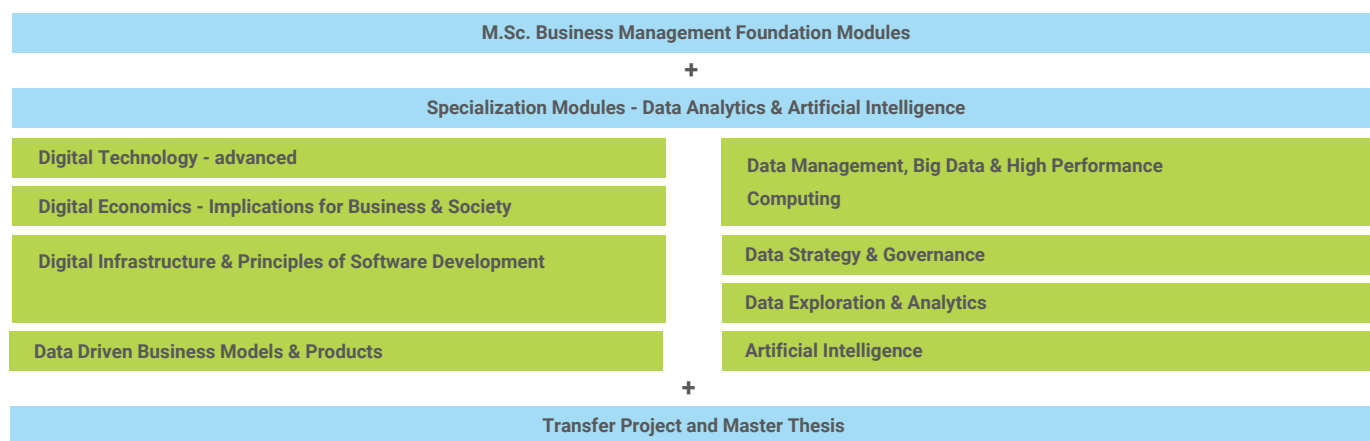 M.Sc. Business Management Foundation Modules
+
Specialization Modules - Data Analytics & Artificial Intelligence
Digital Technology - advanced
Digital Economics - Implications for Business & Society
Digital Infrastructure & Principles of Software Development
Data Driven Business Models & Products
Data Management, Big Data & High Performance
Computing
Data Strategy & Governance
Data Exploration & Analytics
Artificial Intelligence
+
Transfer Project and Master Thesis